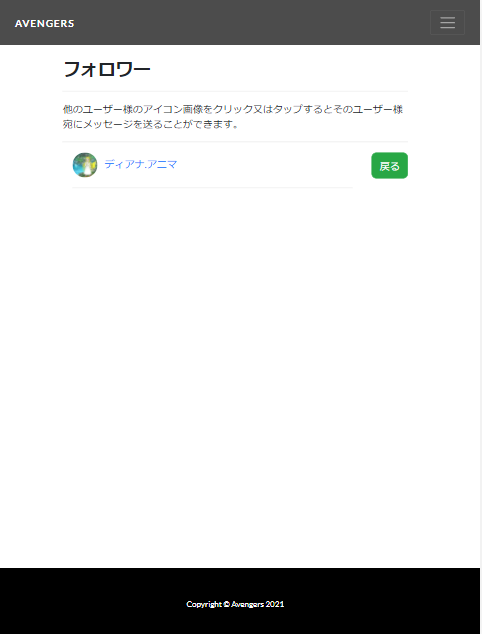 AVENGERS
フォロワー
他のユーザー様のアイコン画像をクリック又はタップするとそのユーザー様
宛にメッセージを送ることができます。
ディアナ.アニマ
戻る
Copyright © Avengers 2021